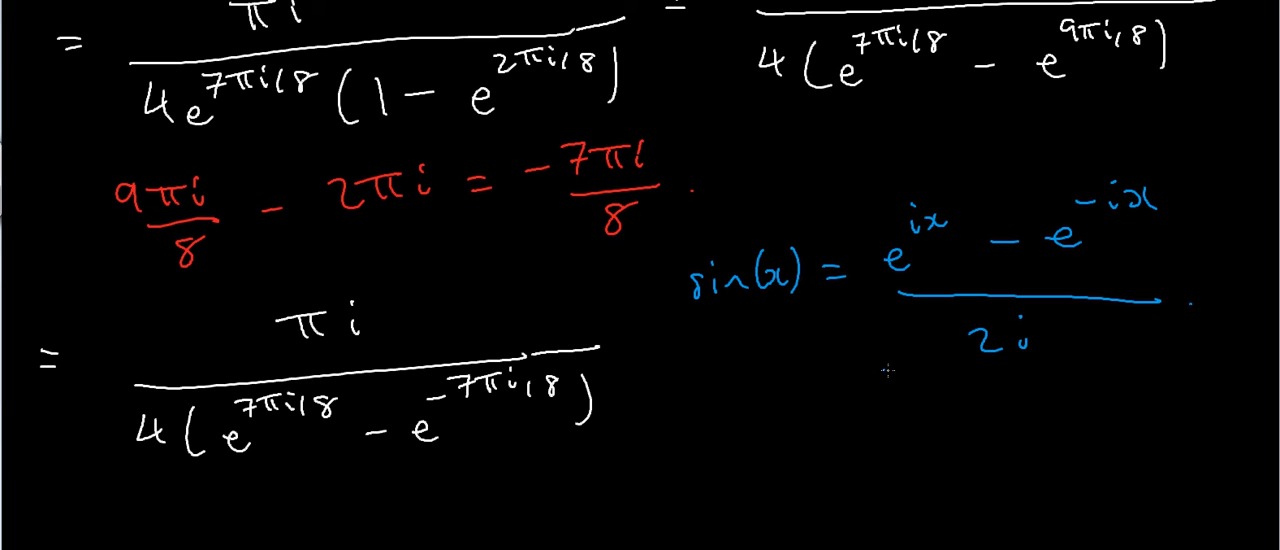 = πi / 4e^{7πi/8} (1 - e^{2πi/8}) = / 4(e^{7πi/8} - e^{9πi/8})
9πi/8 - 2πi = -7πi/8.
sin(x) = e^{ix} - e^{-ix} / 2i.
= πi / 4(e^{7πi/8} - e^{-7πi/8})